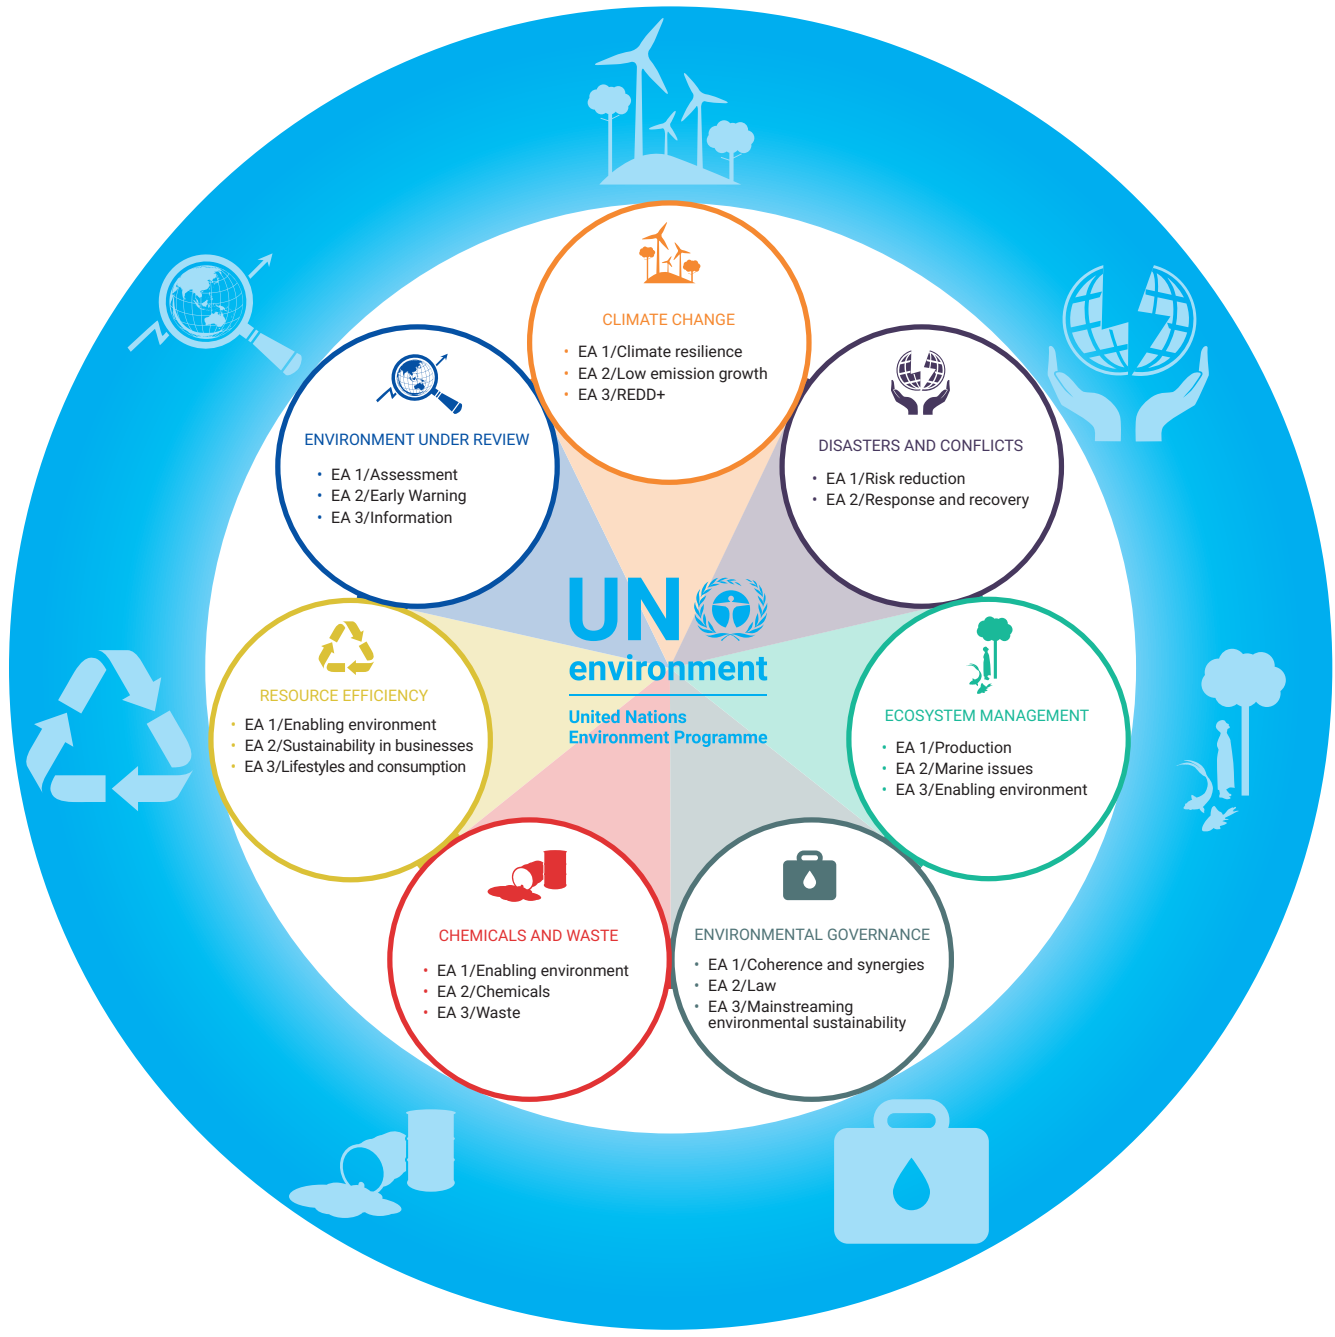 CLIMATE CHANGE
• EA 1/Climate resilience
• EA 2/Low emission growth
• EA 3/REDD+
DISASTERS AND CONFLICTS
• EA 1/Risk reduction
• EA 2/Response and recovery
ECOSYSTEM MANAGEMENT
• EA 1/Production
• EA 2/Marine issues
• EA 3/Enabling environment
ENVIRONMENTAL GOVERNANCE
• EA 1/Coherence and synergies
• EA 2/Law
• EA 3/Mainstreaming
environmental sustainability
CHEMICALS AND WASTE
• EA 1/Enabling environment
• EA 2/Chemicals
• EA 3/Waste
RESOURCE EFFICIENCY
• EA 1/Enabling environment
• EA 2/Sustainability in businesses
• EA 3/Lifestyles and consumption
ENVIRONMENT UNDER REVIEW
• EA 1/Assessment
• EA 2/Early Warning
• EA 3/Information
UN
environment
United Nations
Environment Programme